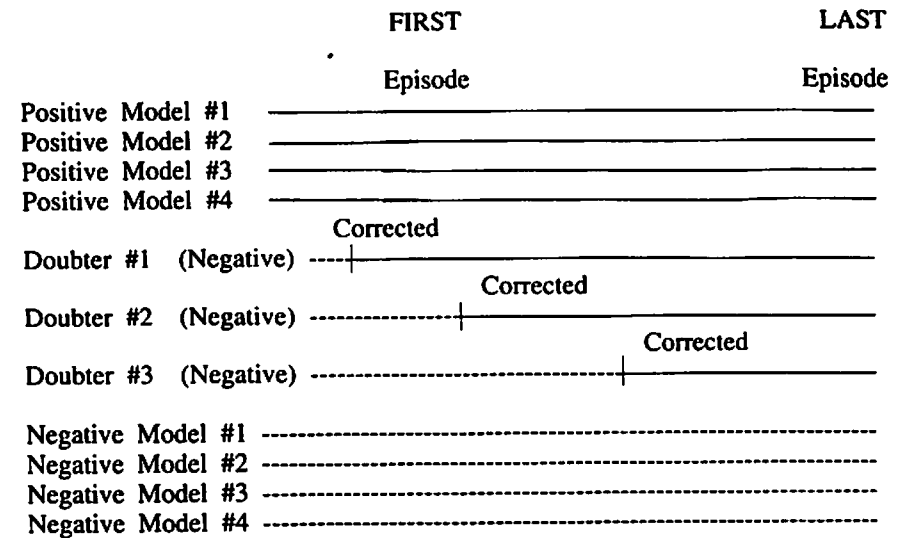 FIRST LAST
Episode Episode
Positive Model #1
Positive Model #2
Positive Model #3
Positive Model #4
Corrected
Doubter #1 (Negative)
Corrected
Doubter #2 (Negative)
Corrected
Doubter #3 (Negative)
Negative Model #1
Negative Model #2
Negative Model #3
Negative Model #4